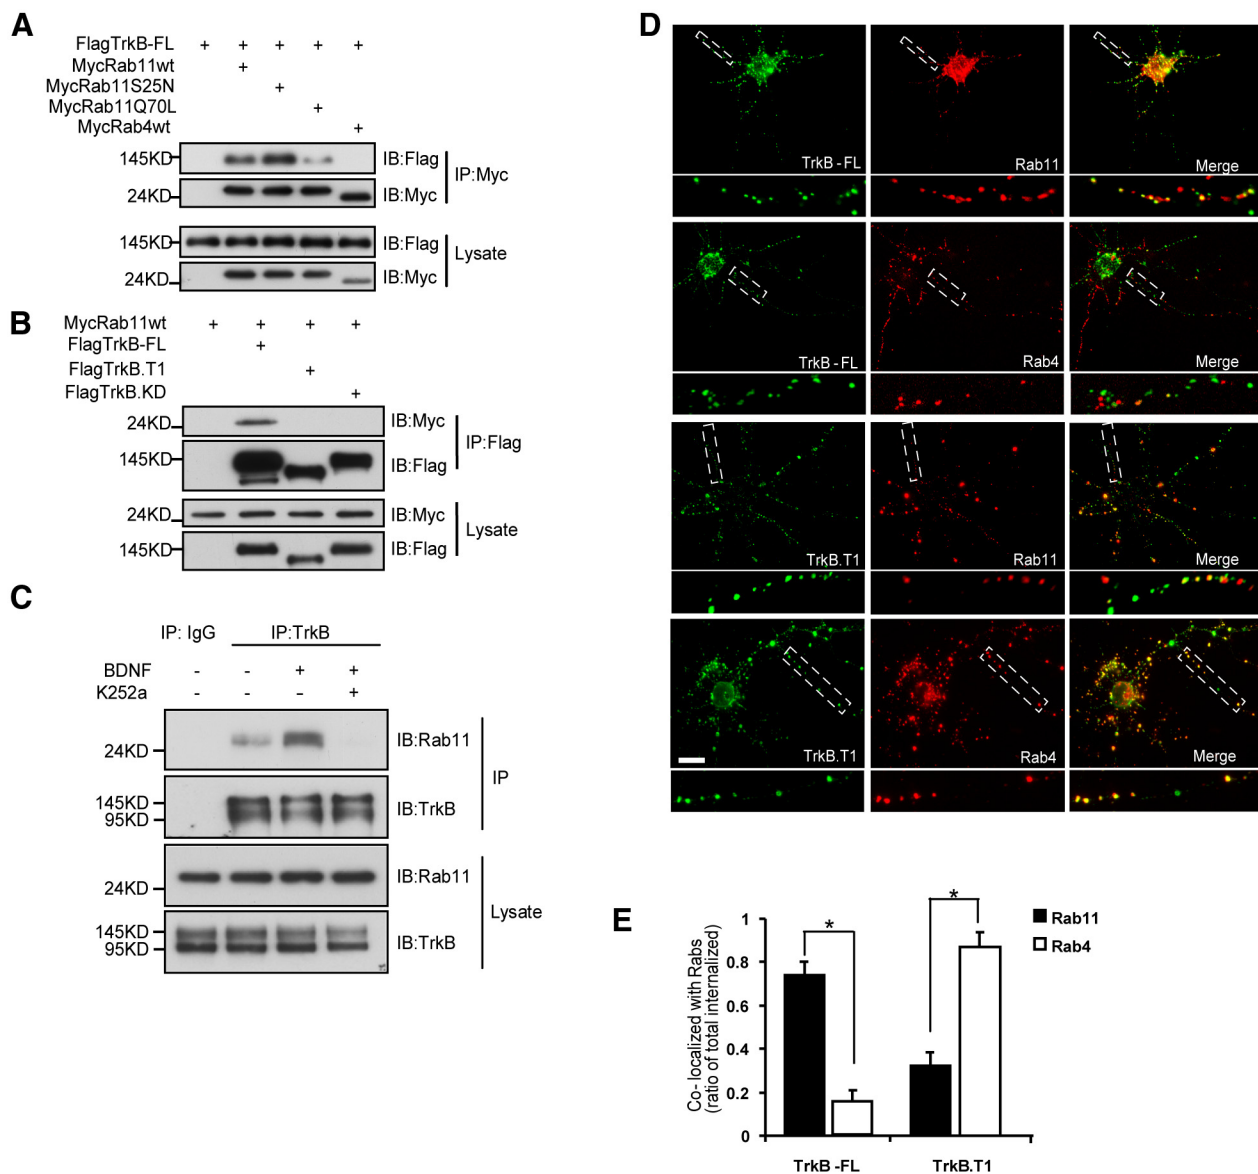 A
FlagTrkB-FL + + + + +
MycRab11wt +
MycRab11S25N +
MycRab11Q70L +
MycRab4wt +
145KD IB:Flag
24KD IB:Myc
IP:Myc
145KD IB:Flag
24KD IB:Myc
Lysate
B
MycRab11wt + + + +
FlagTrkB-FL +
FlagTrkB.T1 +
FlagTrkB.KD +
24KD IB:Myc
145KD IB:Flag
IP:Flag
24KD IB:Myc
145KD IB:Flag
Lysate
C
IP: IgG IP:TrkB
BDNF - - + +
K252a - - - +
24KD IB:Rab11
145KD
95KD IB:TrkB
IP
24KD IB:Rab11
145KD
95KD IB:TrkB
Lysate
D
TrkB-FL Rab11 Merge
TrkB-FL Rab4 Merge
TrkB.T1 Rab11 Merge
TrkB.T1 Rab4 Merge
E
Co-localized with Rabs
(ratio of total internalized)
1
0.8
0.6
0.4
0.2
0
* *
Rab11
Rab4
TrkB-FL TrkB.T1